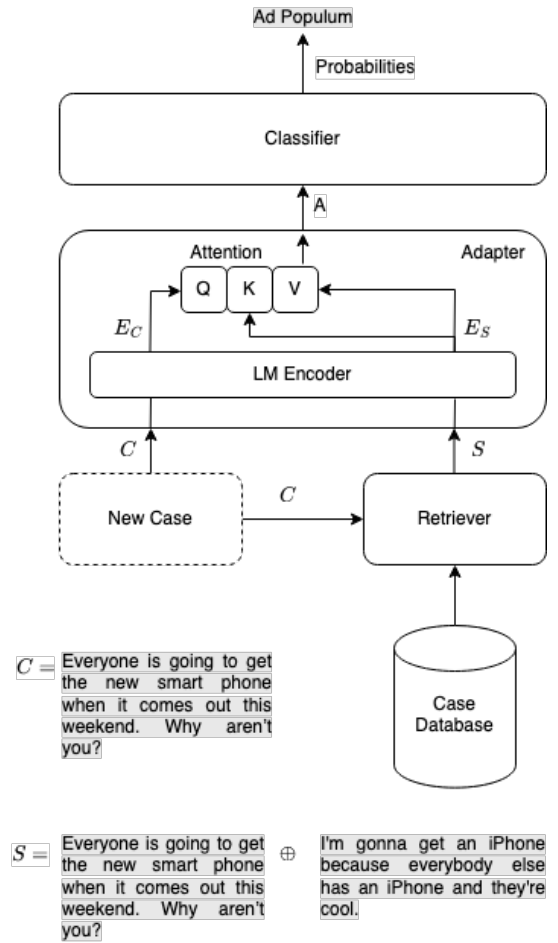 Ad Populum
Probabilities
Classifier
A
Attention
Adapter
Q K V
E_C
E_S
LM Encoder
C
S
New Case
C
Retriever
Case
Database
C =
Everyone is going to get
the new smart phone
when it comes out this
weekend. Why aren't
you?
S =
Everyone is going to get
the new smart phone
when it comes out this
weekend. Why aren't
you?
⊕
I'm gonna get an iPhone
because everybody else
has an iPhone and they're
cool.